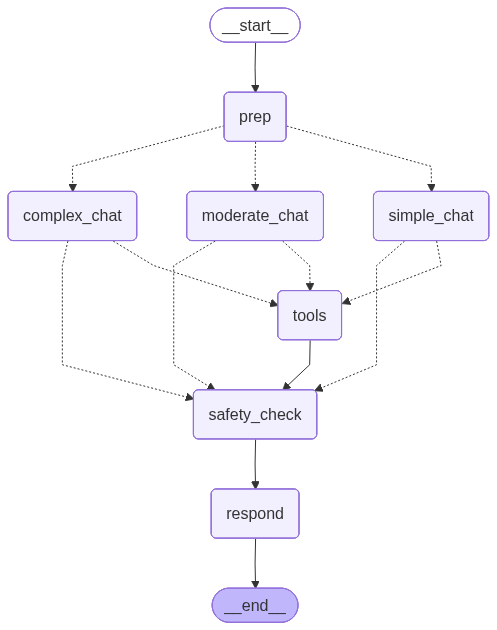 __start__
prep
complex_chat
moderate_chat
simple_chat
tools
safety_check
respond
__end__